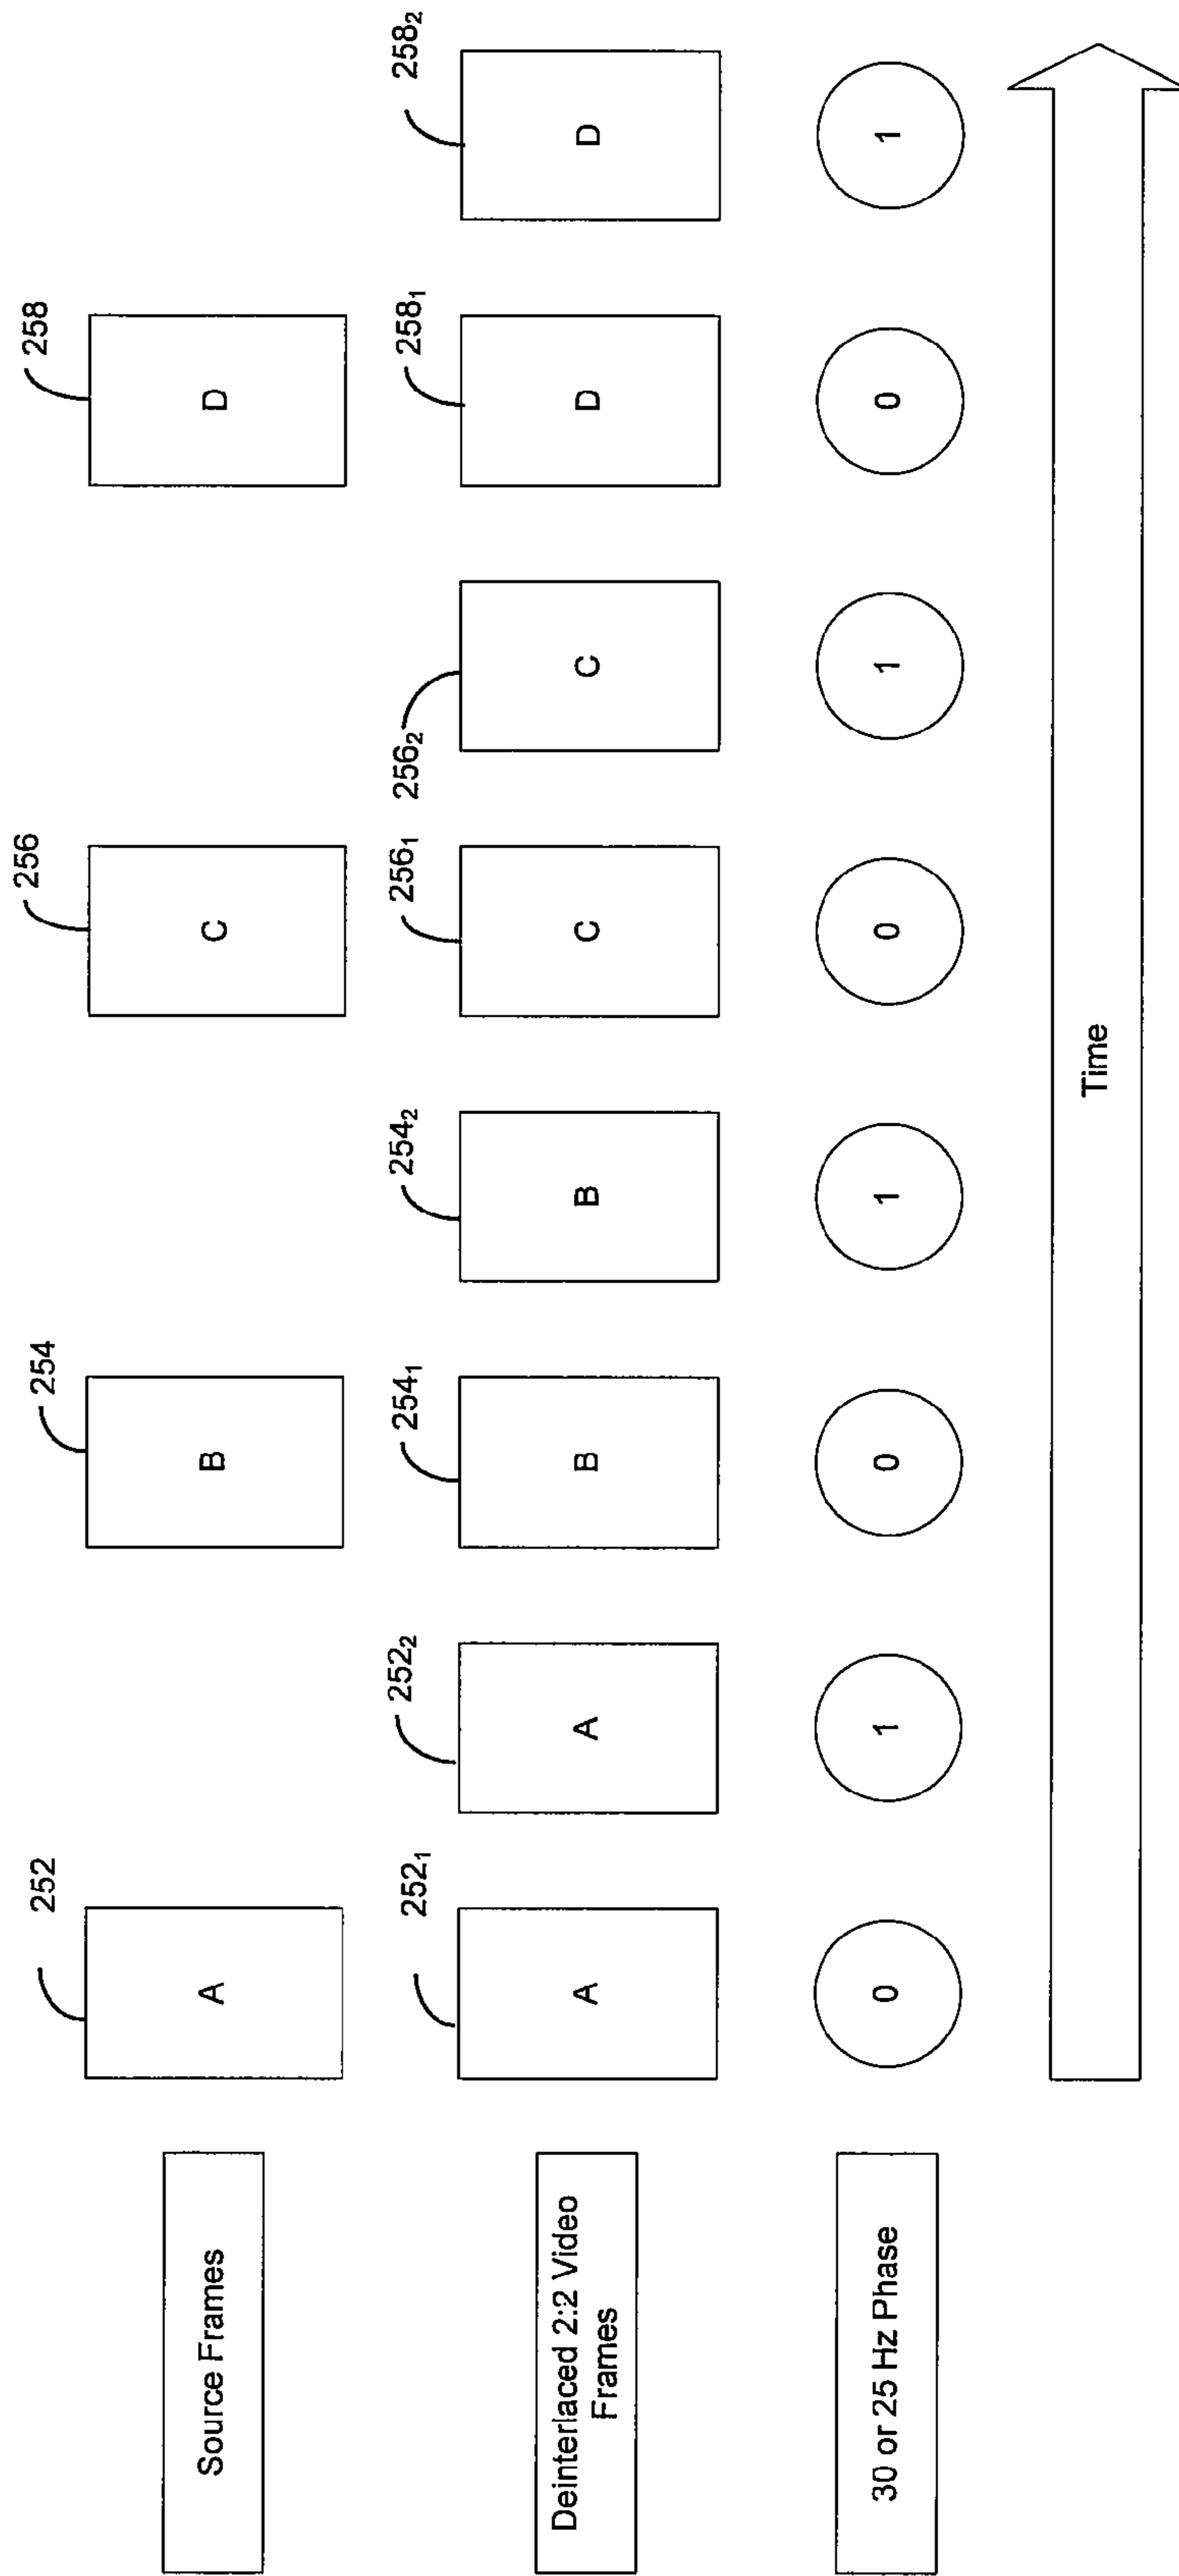 252 254 256 258
Source Frames A B C D
252₁ 252₂ 254₁ 254₂ 256₁ 256₂ 258₁ 258₂
Deinterlaced 2:2 Video
Frames
A A B B C C D D
30 or 25 Hz Phase 0 1 0 1 0 1 0 1
Time